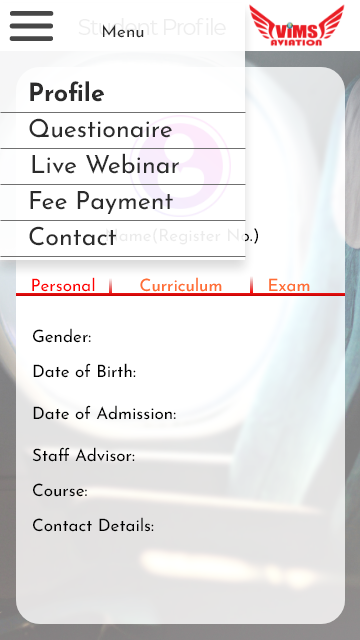 Student Profile
Menu
ViMS
AVIATION
Profile
Questionaire
Live Webinar
Fee Payment
Name(Register No.)
Contact
Personal
Curriculum
Exam
Gender:
Date of Birth:
Date of Admission:
Staff Advisor:
Course:
Contact Details: